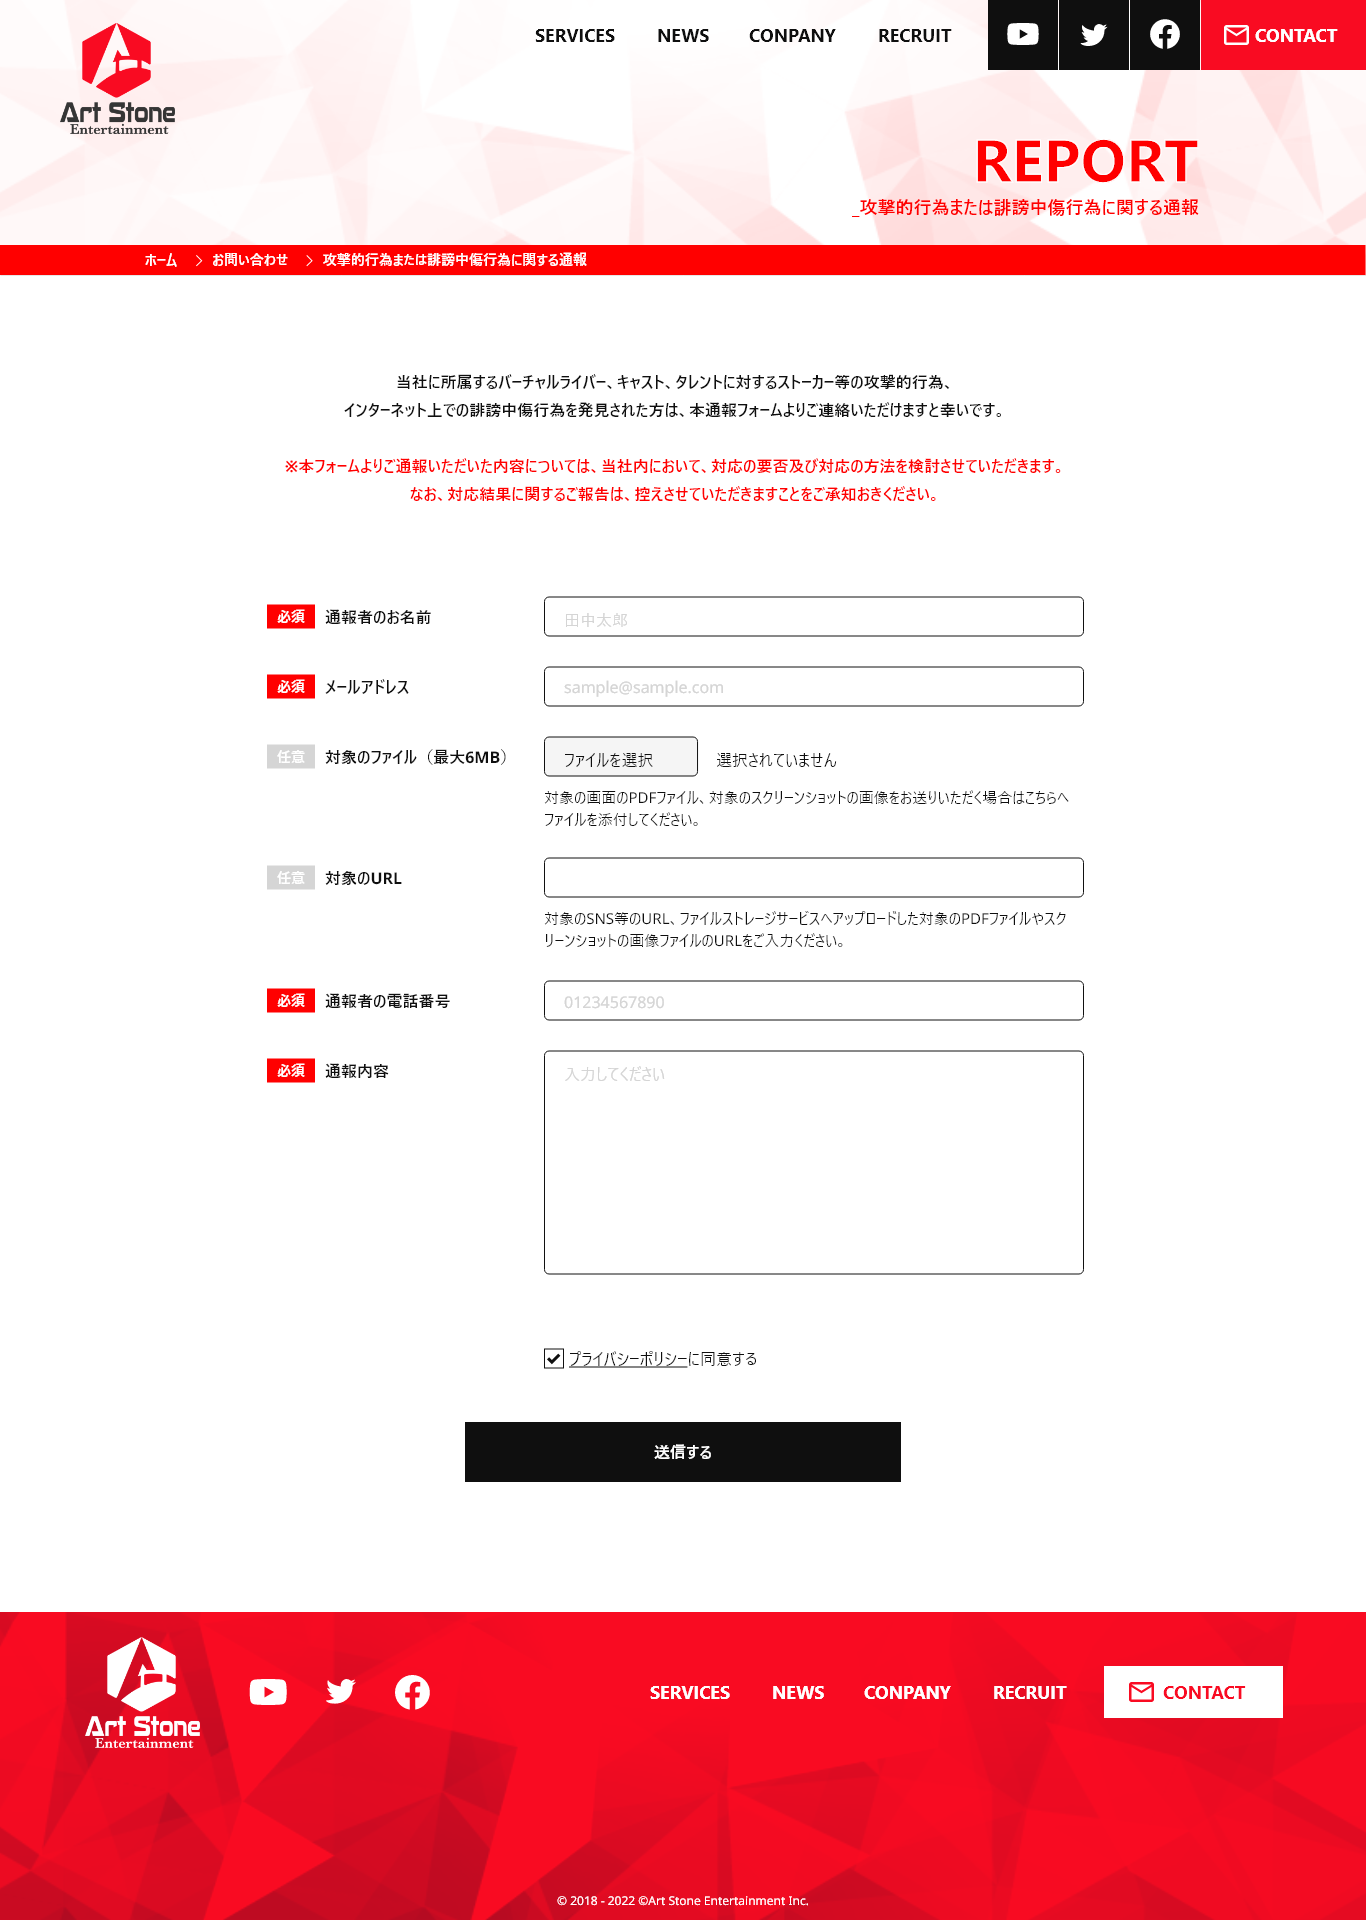 SERVICES NEWS CONPANY RECRUIT CONTACT
Art Stone
Entertainment
REPORT
_攻撃的行為または誹謗中傷行為に関する通報
ホーム > お問い合わせ > 攻撃的行為または誹謗中傷行為に関する通報
当社に所属するバーチャルライバー、キャスト、タレントに対するストーカー等の攻撃的行為、
インターネット上での誹謗中傷行為を発見された方は、本通報フォームよりご連絡いただけますと幸いです。
※本フォームよりご通報いただいた内容については、当社内において、対応の要否及び対応の方法を検討させていただきます。
なお、対応結果に関するご報告は、控えさせていただきますことをご承知おきください。
必須 通報者のお名前 田中太郎
必須 メールアドレス sample@sample.com
任意 対象のファイル（最大6MB） ファイルを選択 選択されていません
対象の画面のPDFファイル、対象のスクリーンショットの画像をお送りいただく場合はこちらへ
ファイルを添付してください。
任意 対象のURL
対象のSNS等のURL、ファイルストレージサービスへアップロードした対象のPDFファイルやスク
リーンショットの画像ファイルのURLをご入力ください。
必須 通報者の電話番号 01234567890
必須 通報内容 入力してください
プライバシーポリシーに同意する
送信する
Art Stone
Entertainment
SERVICES NEWS CONPANY RECRUIT CONTACT
© 2018 - 2022 ©Art Stone Entertainment Inc.